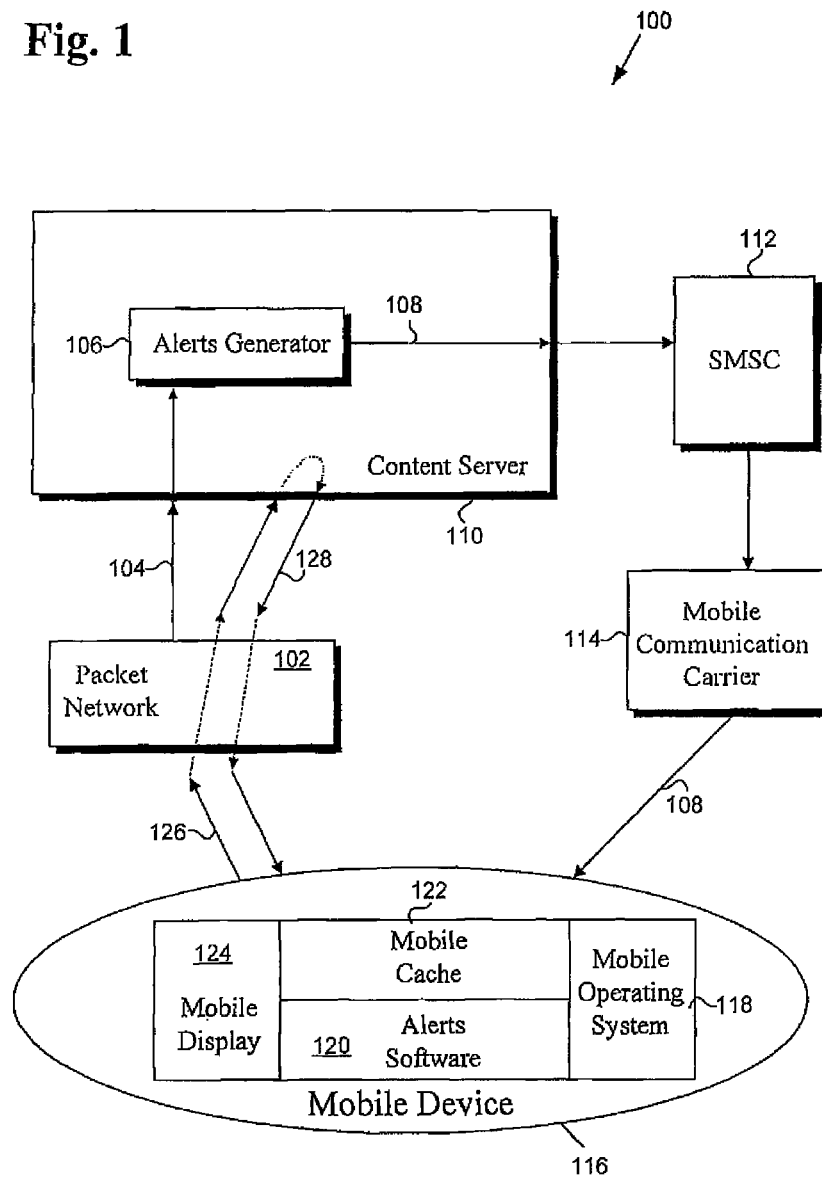 Fig. 1
100
112
108
106
Alerts Generator
SMSC
Content Server
110
104
128
102
Packet
Network
114
Mobile
Communication
Carrier
108
126
122
124
Mobile
Display
Mobile
Cache
120
Alerts
Software
Mobile
Operating
System
118
Mobile Device
116